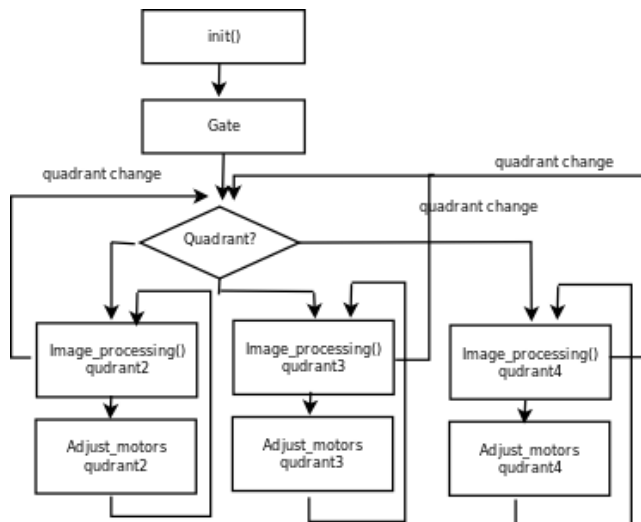 init()
Gate
quadrant change
quadrant change
quadrant change
Quadrant?
Image_processing()
qudrant2
Image_processing()
qudrant3
Image_processing()
qudrant4
Adjust_motors
qudrant2
Adjust_motors
qudrant3
Adjust_motors
qudrant4